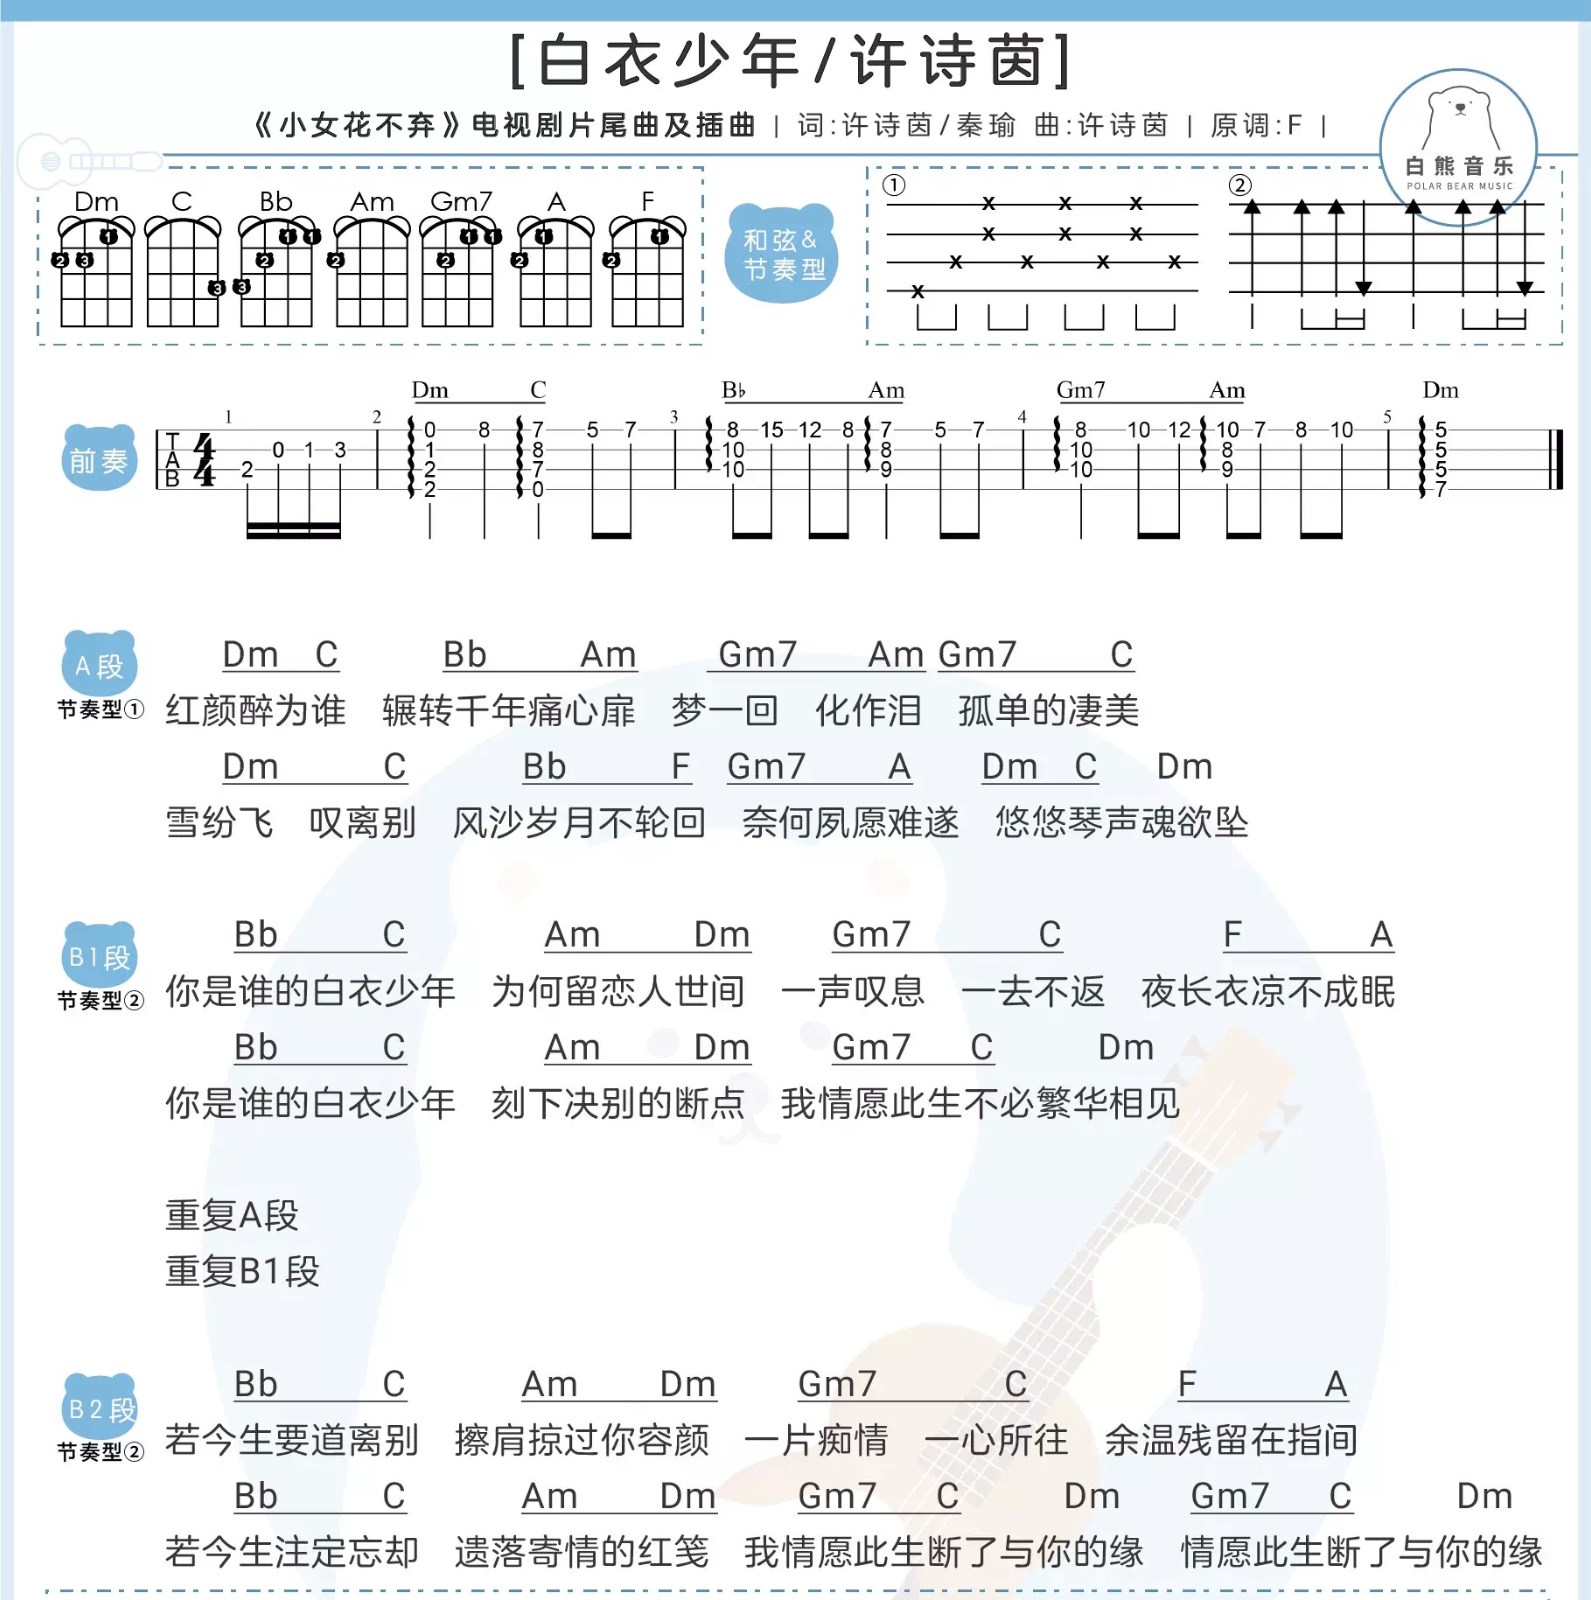 [白衣少年/许诗茵]
《小女花不弃》电视剧片尾曲及插曲 | 词:许诗茵/秦瑜 曲:许诗茵 | 原调:F |
白熊音乐
POLAR BEAR MUSIC
Dm C Bb Am Gm7 A F
2 3 1
3
3 2 1 1
2
2 1 1
2 1
2 1
和弦&
节奏型
①
x x x
x x x
x x x x
x
②
前奏
Dm C B♭ Am Gm7 Am Dm
1 2 3 4 5
TAB
4
4
0 8 7 5 7 8 15 12 8 7 5 7 8 10 12 10 7 8 10 5
0 1 3 1 8 10 8 10 8 5
2 2 7 10 9 10 9 5
2 0 7
A段
节奏型①
Dm C Bb Am Gm7 Am Gm7 C
红颜醉为谁 辗转千年痛心扉 梦一回 化作泪 孤单的凄美
Dm C Bb F Gm7 A Dm C Dm
雪纷飞 叹离别 风沙岁月不轮回 奈何夙愿难遂 悠悠琴声魂欲坠
B1段
节奏型②
Bb C Am Dm Gm7 C F A
你是谁的白衣少年 为何留恋人世间 一声叹息 一去不返 夜长衣凉不成眠
Bb C Am Dm Gm7 C Dm
你是谁的白衣少年 刻下决别的断点 我情愿此生不必繁华相见
重复A段
重复B1段
B2段
节奏型②
Bb C Am Dm Gm7 C F A
若今生要道离别 擦肩掠过你容颜 一片痴情 一心所往 余温残留在指间
Bb C Am Dm Gm7 C Dm Gm7 C Dm
若今生注定忘却 遗落寄情的红笺 我情愿此生断了与你的缘 情愿此生断了与你的缘